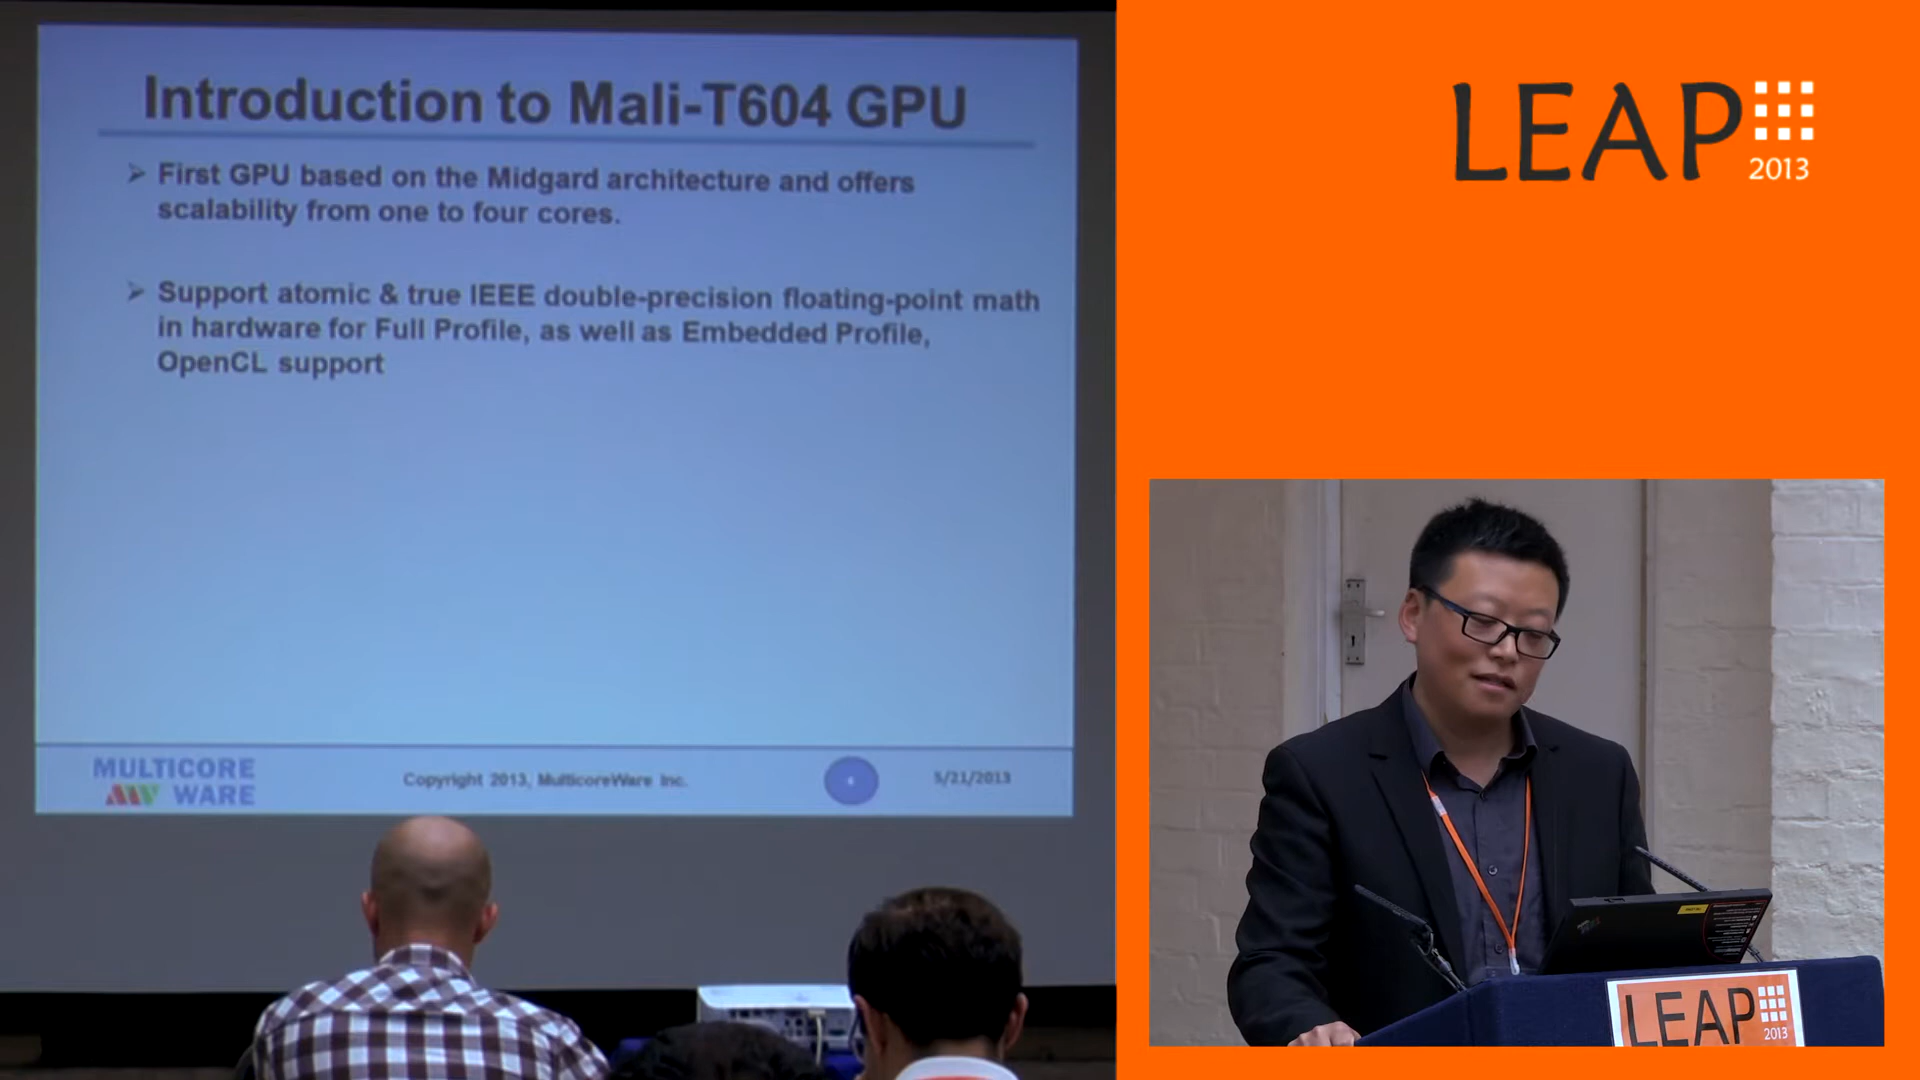 Introduction to Mali-T604 GPU
First GPU based on the Midgard architecture and offers
scalability from one to four cores.
Support atomic & true IEEE double-precision floating-point math
in hardware for Full Profile, as well as Embedded Profile,
OpenCL support
MULTICORE
WARE
Copyright 2013, MulticoreWare Inc.
5/21/2013
LEAP
2013
LEAP
2013